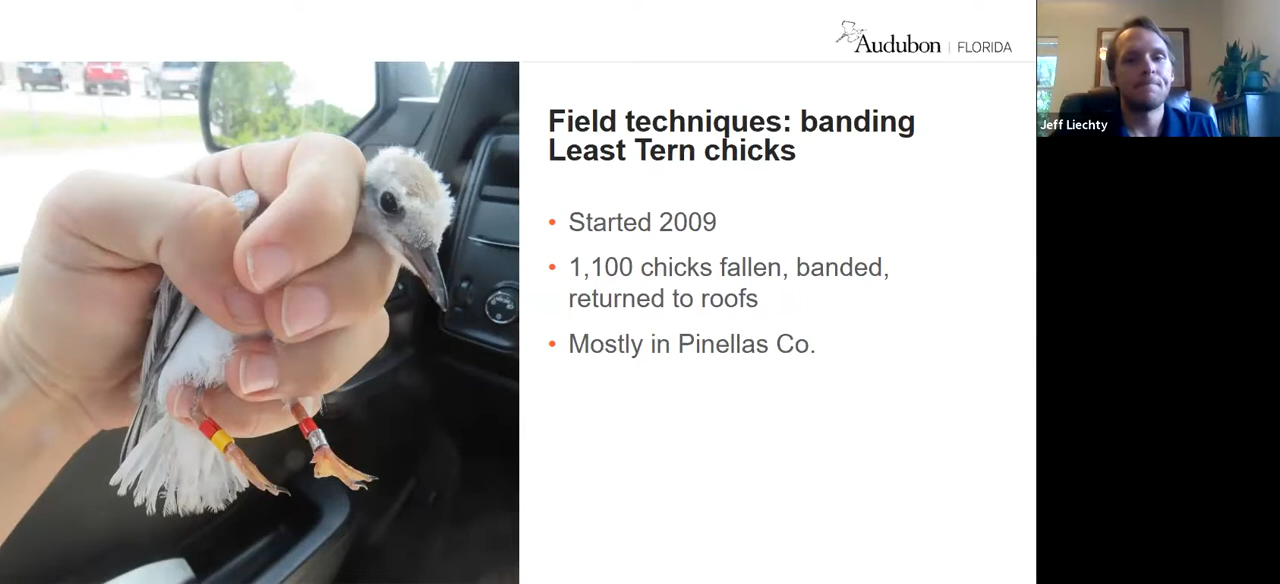 Audubon | FLORIDA
Jeff Liechty
Field techniques: banding
Least Tern chicks
• Started 2009
• 1,100 chicks fallen, banded,
returned to roofs
• Mostly in Pinellas Co.